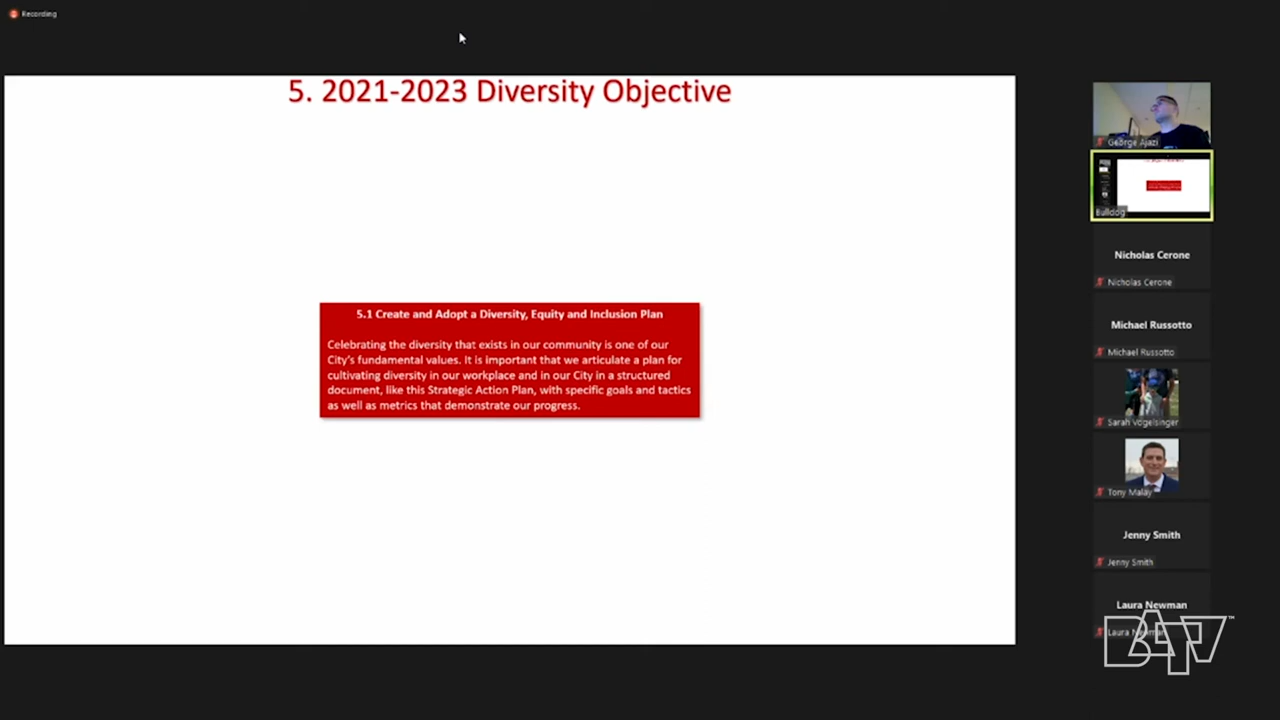 Recording
5. 2021-2023 Diversity Objective
5.1 Create and Adopt a Diversity, Equity and Inclusion Plan
Celebrating the diversity that exists in our community is one of our
City's fundamental values. It is important that we articulate a plan for
cultivating diversity in our workplace and in our City in a structured
document, like this Strategic Action Plan, with specific goals and tactics
as well as metrics that demonstrate our progress.
George Ajazi
Bulldog
Nicholas Cerone
Nicholas Cerone
Michael Russotto
Michael Russotto
Sarah Vogelsinger
Tony Malay
Jenny Smith
Jenny Smith
Laura Newman
Laura Newman
BATV™